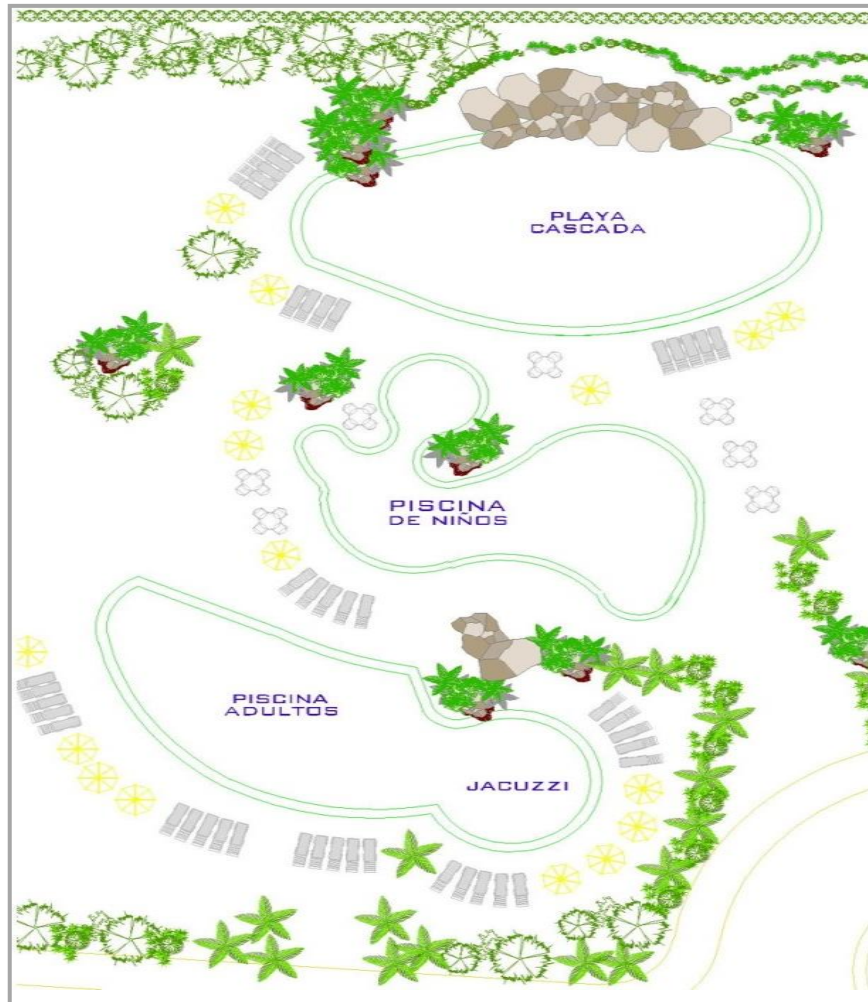 PLAYA
CASCADA
PISCINA
DE NIÑOS
PISCINA
ADULTOS
JACUZZI